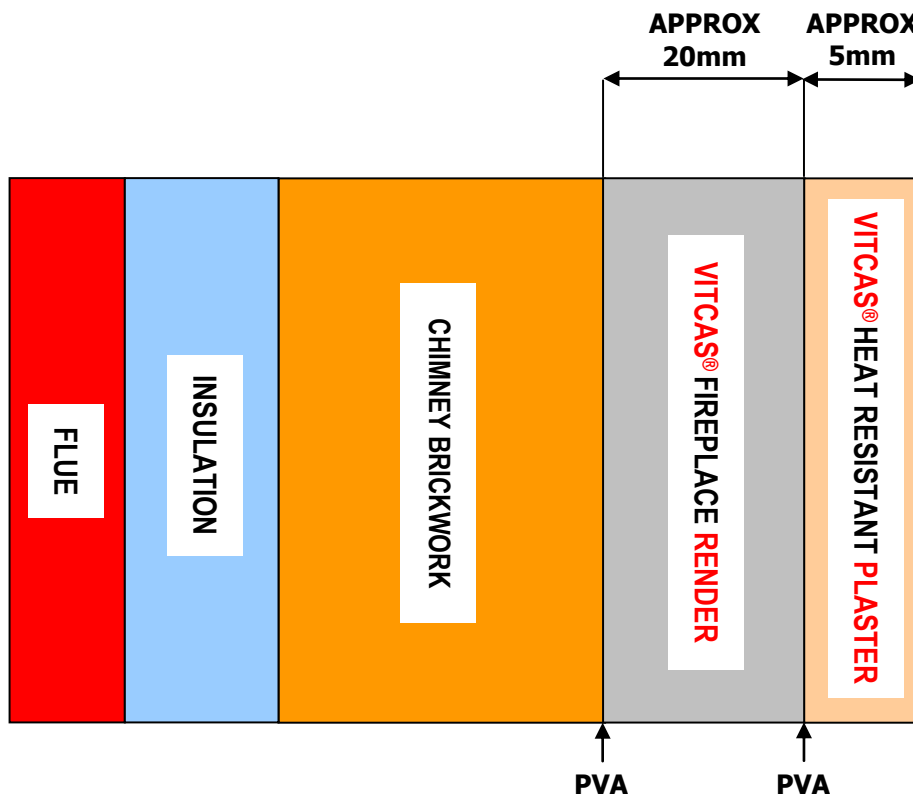 APPROX
20mm
APPROX
5mm
FLUE
INSULATION
CHIMNEY BRICKWORK
VITCAS® FIREPLACE RENDER
VITCAS® HEAT RESISTANT PLASTER
PVA
PVA